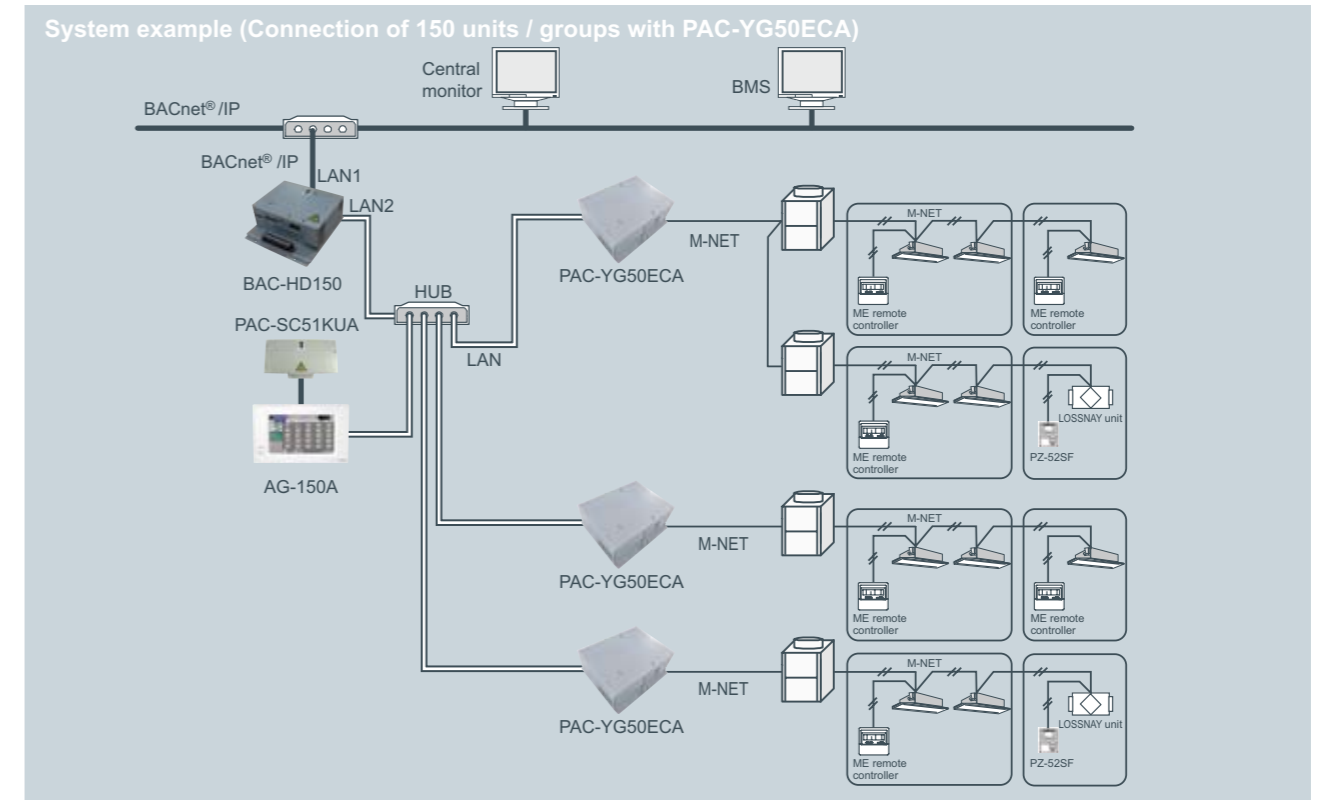 System example (Connection of 150 units / groups with PAC-YG50ECA)
Central
monitor
BMS
BACnet® /IP
BACnet® /IP
LAN1
LAN2
BAC-HD150
HUB
PAC-SC51KUA
LAN
AG-150A
PAC-YG50ECA
M-NET
M-NET
ME remote
controller
ME remote
controller
M-NET
ME remote
controller
LOSSNAY unit
PZ-52SF
PAC-YG50ECA
M-NET
M-NET
ME remote
controller
ME remote
controller
PAC-YG50ECA
M-NET
M-NET
ME remote
controller
LOSSNAY unit
PZ-52SF